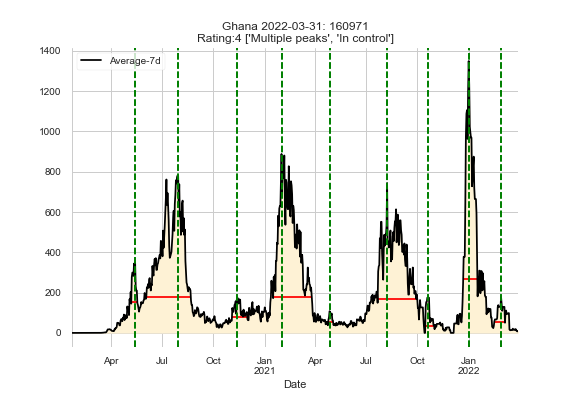 Ghana 2022-03-31: 160971
Rating:4 ['Multiple peaks', 'In control']
Average-7d
1400
1200
1000
800
600
400
200
0
Apr Jul Oct Jan Apr Jul Oct Jan
2021 2022
Date